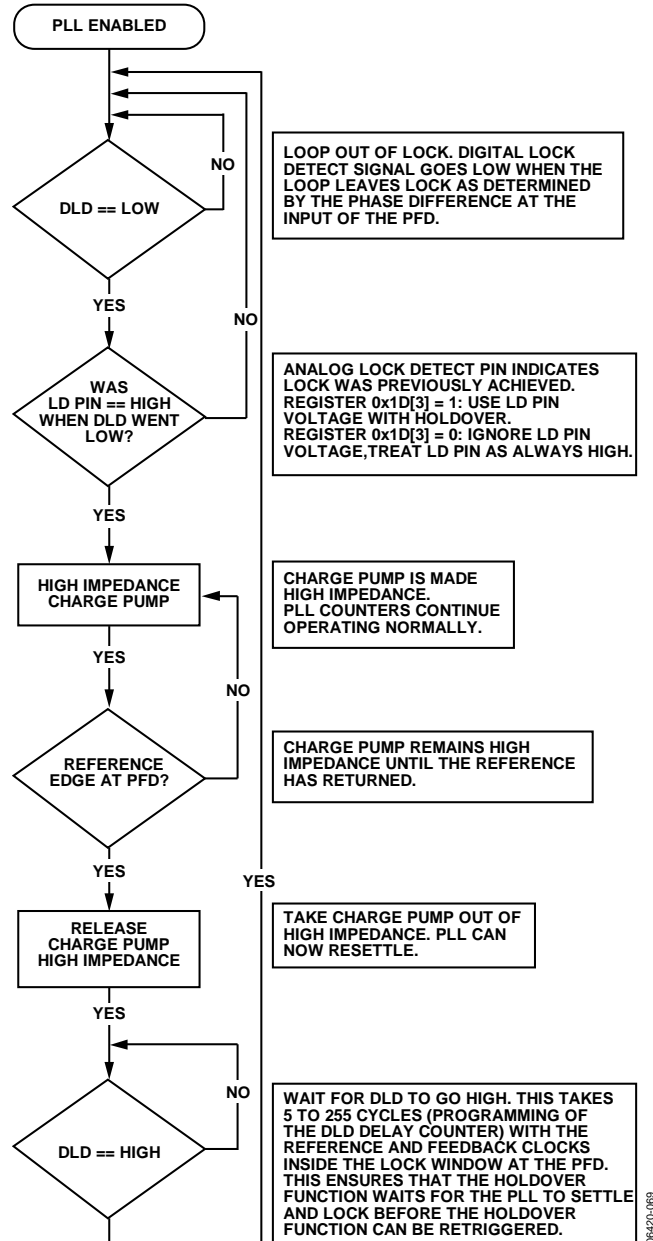 PLL ENABLED
NO
DLD == LOW
LOOP OUT OF LOCK. DIGITAL LOCK
DETECT SIGNAL GOES LOW WHEN THE
LOOP LEAVES LOCK AS DETERMINED
BY THE PHASE DIFFERENCE AT THE
INPUT OF THE PFD.
YES
NO
WAS
LD PIN == HIGH
WHEN DLD WENT
LOW?
ANALOG LOCK DETECT PIN INDICATES
LOCK WAS PREVIOUSLY ACHIEVED.
REGISTER 0x1D[3] = 1: USE LD PIN
VOLTAGE WITH HOLDOVER.
REGISTER 0x1D[3] = 0: IGNORE LD PIN
VOLTAGE,TREAT LD PIN AS ALWAYS HIGH.
YES
HIGH IMPEDANCE
CHARGE PUMP
CHARGE PUMP IS MADE
HIGH IMPEDANCE.
PLL COUNTERS CONTINUE
OPERATING NORMALLY.
YES
NO
REFERENCE
EDGE AT PFD?
CHARGE PUMP REMAINS HIGH
IMPEDANCE UNTIL THE REFERENCE
HAS RETURNED.
YES
YES
RELEASE
CHARGE PUMP
HIGH IMPEDANCE
TAKE CHARGE PUMP OUT OF
HIGH IMPEDANCE. PLL CAN
NOW RESETTLE.
YES
NO
DLD == HIGH
WAIT FOR DLD TO GO HIGH. THIS TAKES
5 TO 255 CYCLES (PROGRAMMING OF
THE DLD DELAY COUNTER) WITH THE
REFERENCE AND FEEDBACK CLOCKS
INSIDE THE LOCK WINDOW AT THE PFD.
THIS ENSURES THAT THE HOLDOVER
FUNCTION WAITS FOR THE PLL TO SETTLE
AND LOCK BEFORE THE HOLDOVER
FUNCTION CAN BE RETRIGGERED.
06420-069